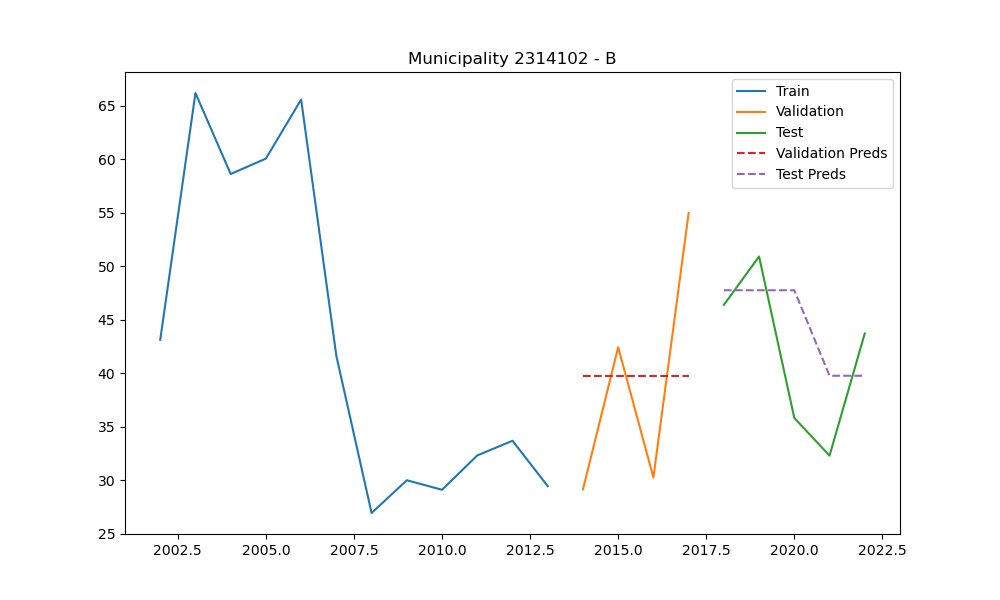 Municipality 2314102 - B
Train
Validation
Test
Validation Preds
Test Preds
65
60
55
50
45
40
35
30
25
2002.5 2005.0 2007.5 2010.0 2012.5 2015.0 2017.5 2020.0 2022.5